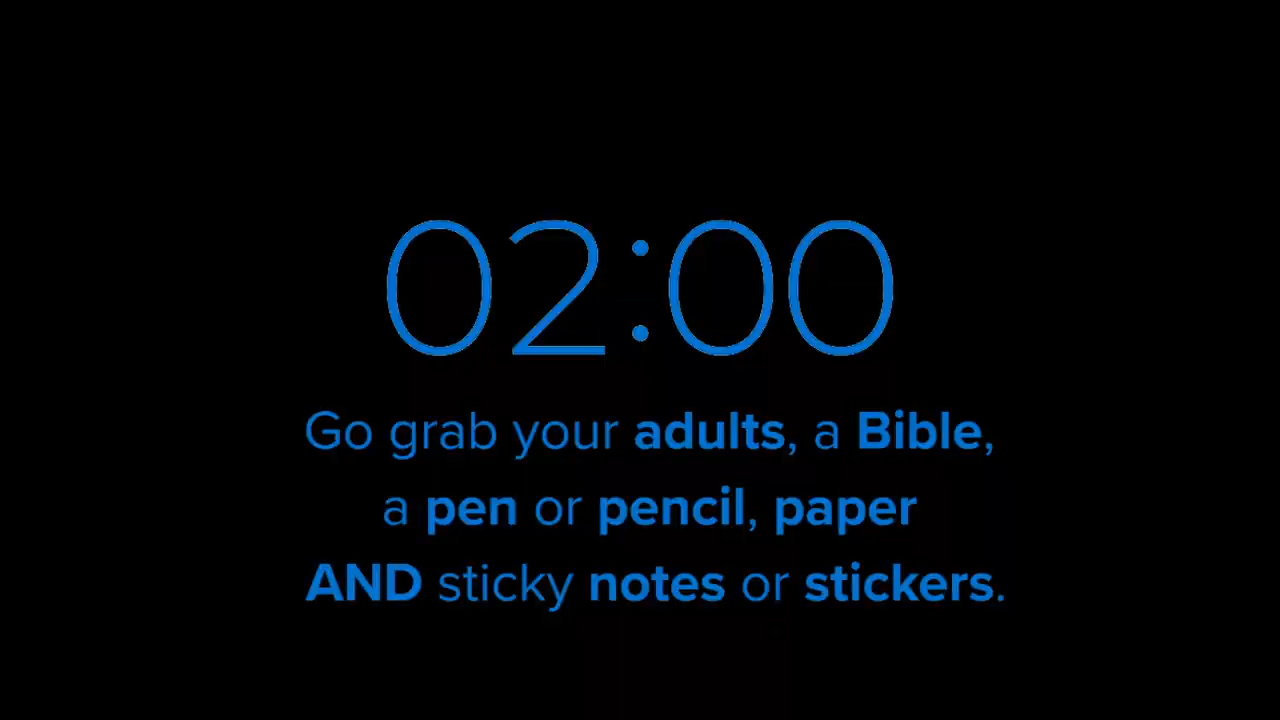 02:00
Go grab your adults, a Bible,
a pen or pencil, paper
AND sticky notes or stickers.